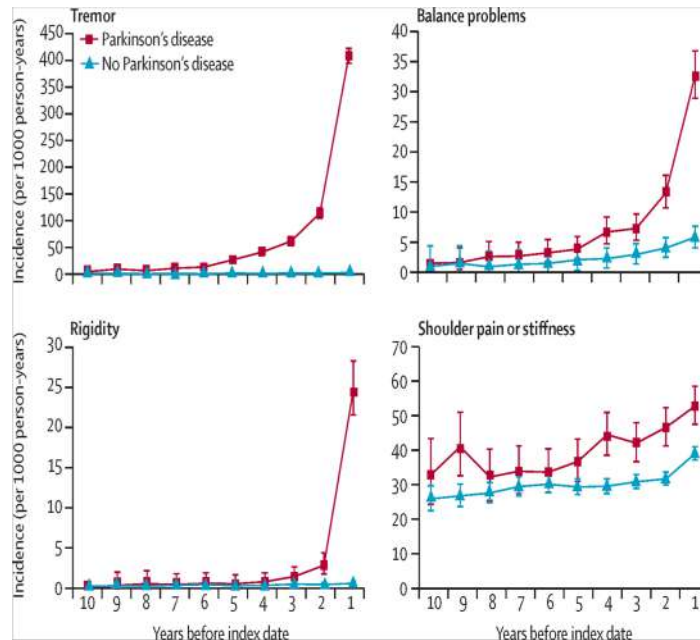 Tremor
Incidence (per 1000 person-years)
450
400
350
300
250
200
150
100
50
0
Parkinson's disease
No Parkinson's disease
Balance problems
40
35
30
25
20
15
10
5
0
Rigidity
Incidence (per 1000 person-years)
30
25
20
15
10
5
0
10 9 8 7 6 5 4 3 2 1
Years before index date
Shoulder pain or stiffness
70
60
50
40
30
20
10
0
10 9 8 7 6 5 4 3 2 1
Years before index date